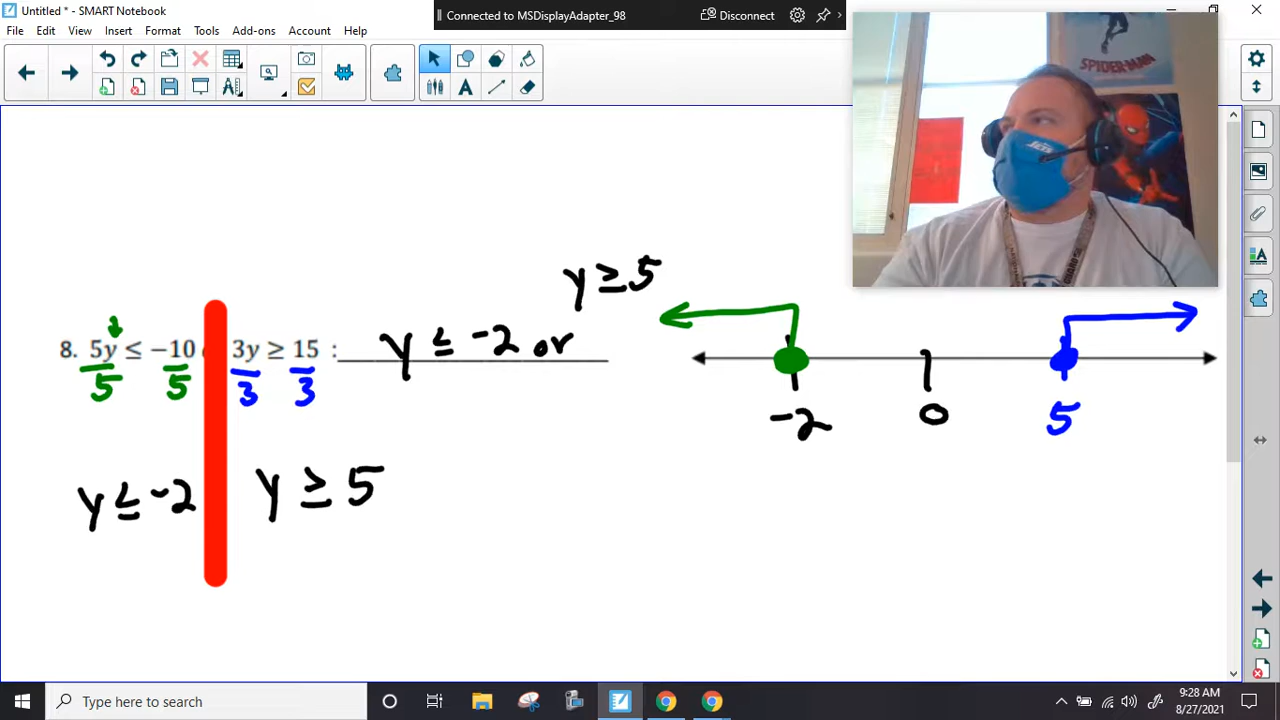 Untitled * - SMART Notebook
Connected to MSDisplayAdapter_98
Disconnect
File Edit View Insert Format Tools Add-ons Account Help
SPIDER-MAN
JETS
y ≥ 5
8. 5y ≤ −10 3y ≥ 15 : y ≤ -2 or
5 5 3 3
-2 0 5
y ≤ -2 y ≥ 5
Type here to search
9:28 AM
8/27/2021